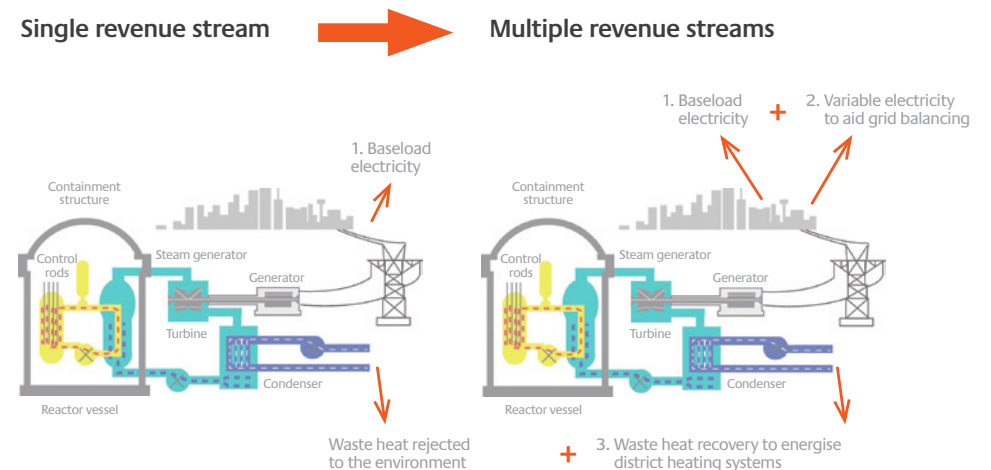 Single revenue stream
Multiple revenue streams
1. Baseload
electricity
Containment
structure
Control
rods
Steam generator
Generator
Turbine
Condenser
Reactor vessel
Waste heat rejected
to the environment
1. Baseload
electricity
+
2. Variable electricity
to aid grid balancing
Containment
structure
Control
rods
Steam generator
Generator
Turbine
Condenser
Reactor vessel
+
3. Waste heat recovery to energise
district heating systems